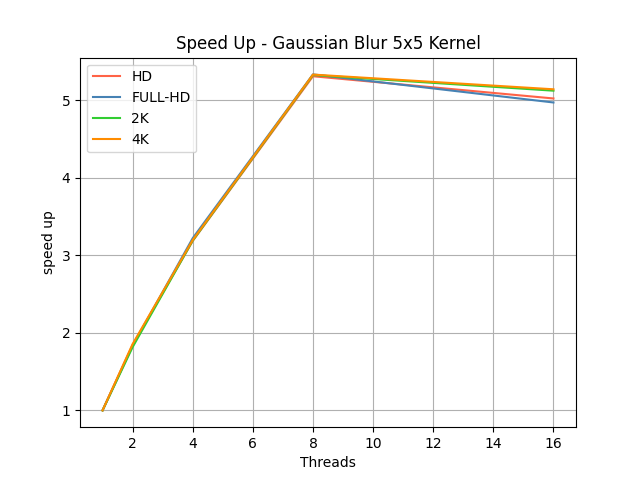 Speed Up - Gaussian Blur 5x5 Kernel
HD
FULL-HD
2K
4K
speed up
5
4
3
2
1
2 4 6 8 10 12 14 16
Threads